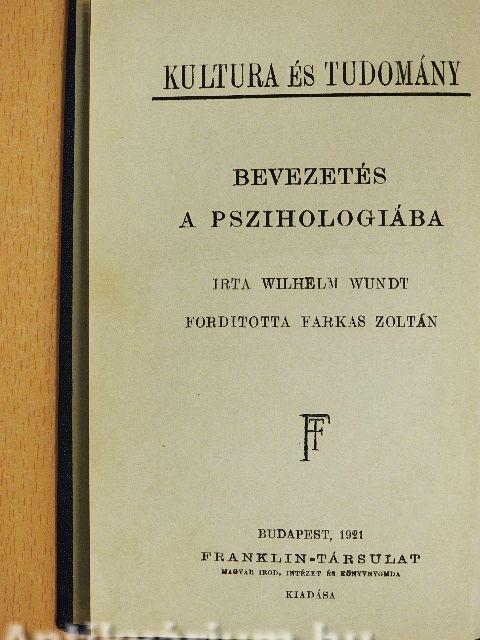 KULTURA ÉS TUDOMÁNY
BEVEZETÉS
A PSZIHOLOGIÁBA
IRTA WILHELM WUNDT
FORDITOTTA FARKAS ZOLTÁN
FT
BUDAPEST, 1921
FRANKLIN-TÁRSULAT
MAGYAR IROD. INTÉZET ÉS KÖNYVNYOMDA
KIADÁSA